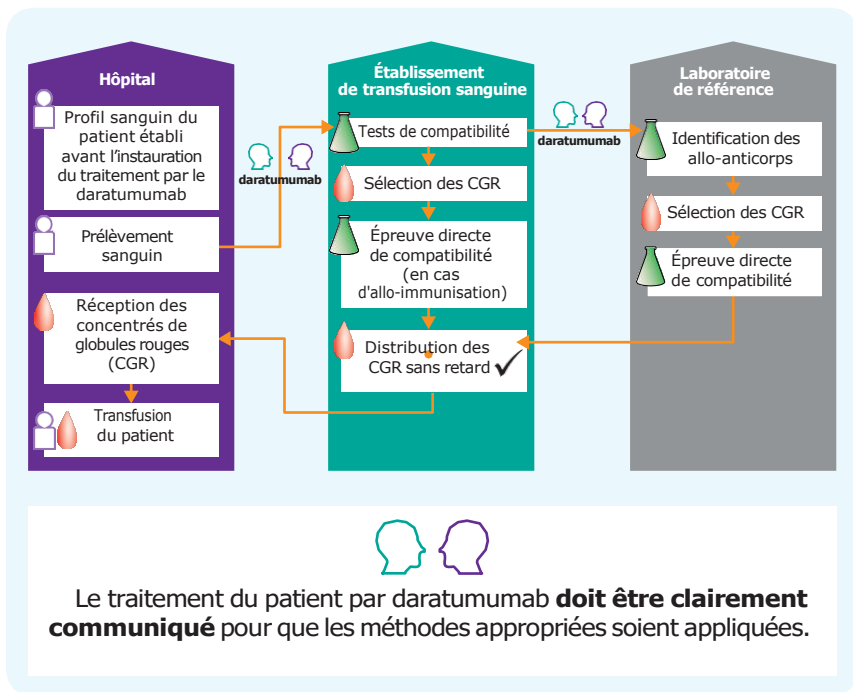 Hôpital
Profil sanguin du
patient établi
avant l'instauration
du traitement par le
daratumumab
Prélèvement
sanguin
Réception des
concentrés de
globules rouges
(CGR)
Transfusion
du patient
daratumumab
Établissement
de transfusion sanguine
Tests de compatibilité
Sélection des CGR
Épreuve directe
de compatibilité
(en cas
d'allo-immunisation)
Distribution des
CGR sans retard
daratumumab
Laboratoire
de référence
Identification des
allo-anticorps
Sélection des CGR
Épreuve directe
de compatibilité
Le traitement du patient par daratumumab doit être clairement
communiqué pour que les méthodes appropriées soient appliquées.